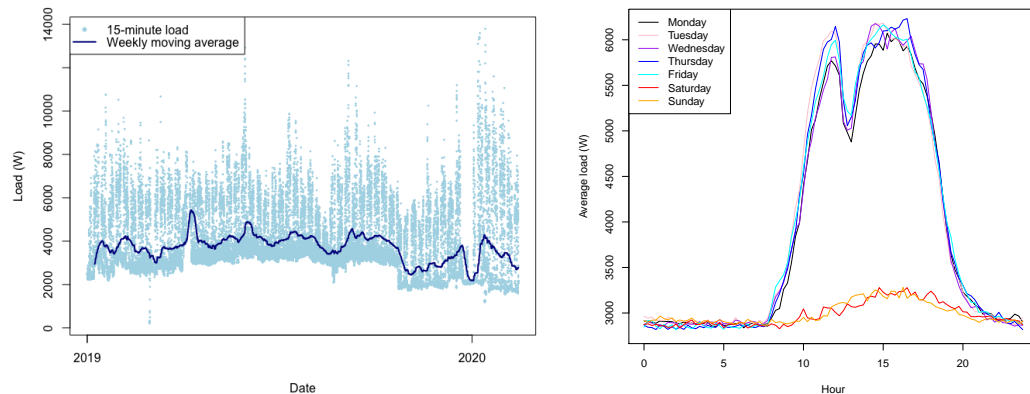 15-minute load
Weekly moving average
Load (W)
0
2000
4000
6000
8000
10000
12000
14000
2019
2020
Date
Monday
Tuesday
Wednesday
Thursday
Friday
Saturday
Sunday
Average load (W)
3000
3500
4000
4500
5000
5500
6000
0
5
10
15
20
Hour